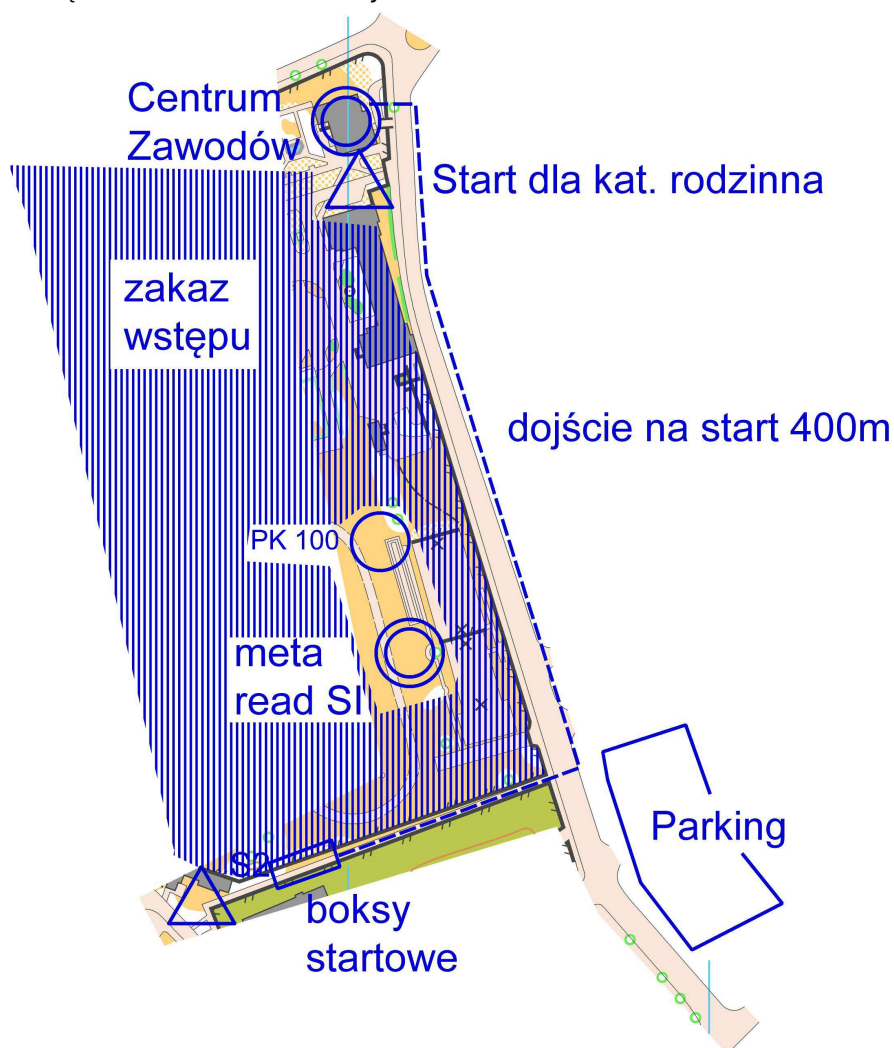 Centrum
Zawodów
Start dla kat. rodzinna
zakaz
wstępu
dojście na start 400m
PK 100
meta
read SI
Parking
S2
boksy
startowe